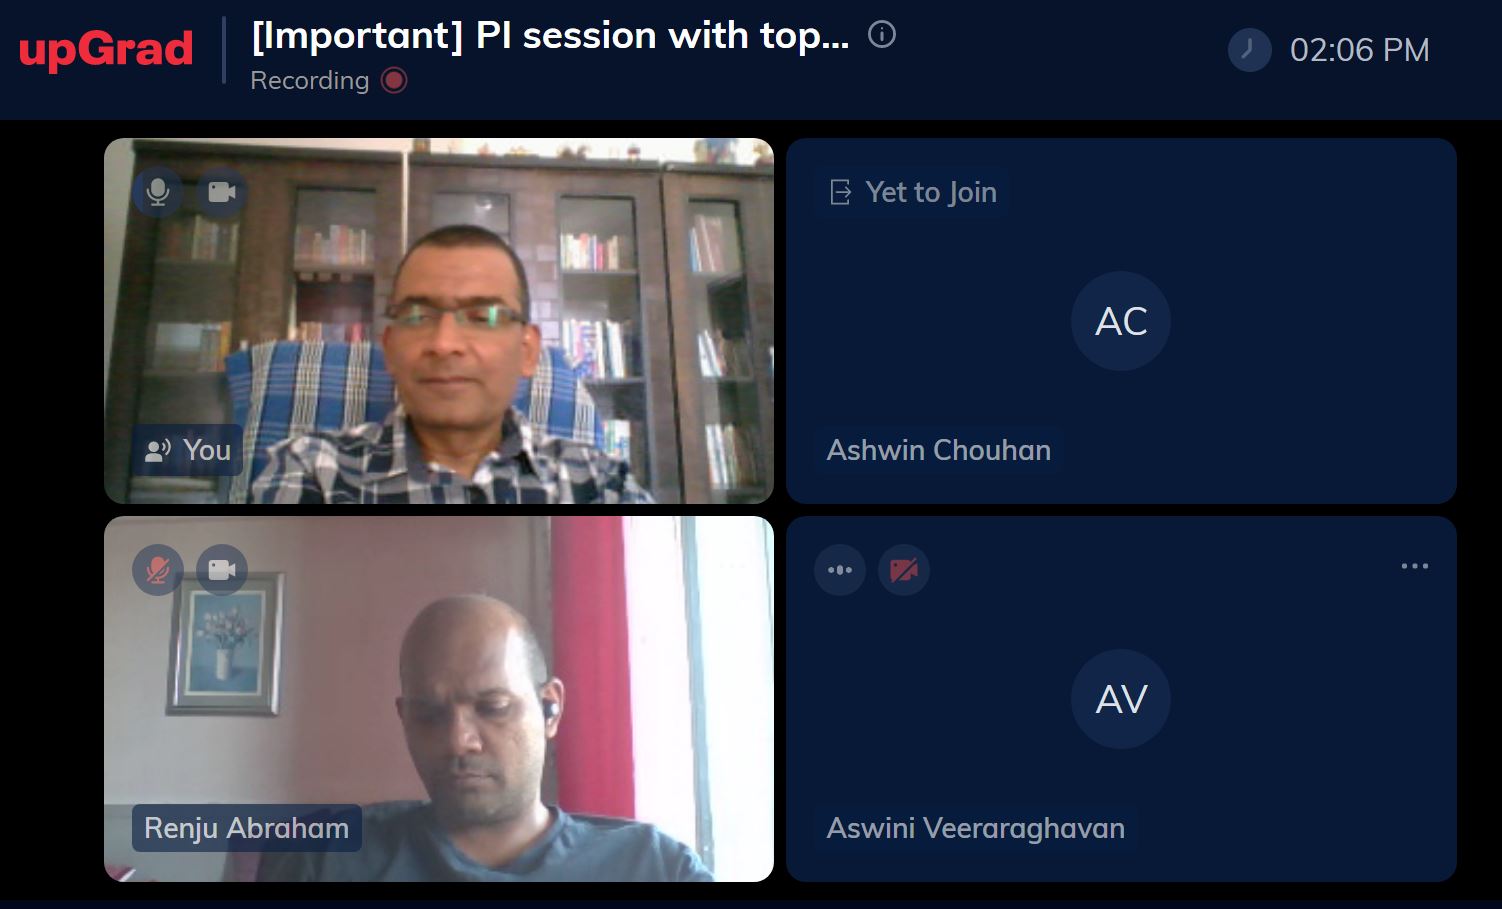 upGrad
[Important] PI session with top...
Recording
02:06 PM
You
Yet to Join
AC
Ashwin Chouhan
Renju Abraham
AV
Aswini Veeraraghavan